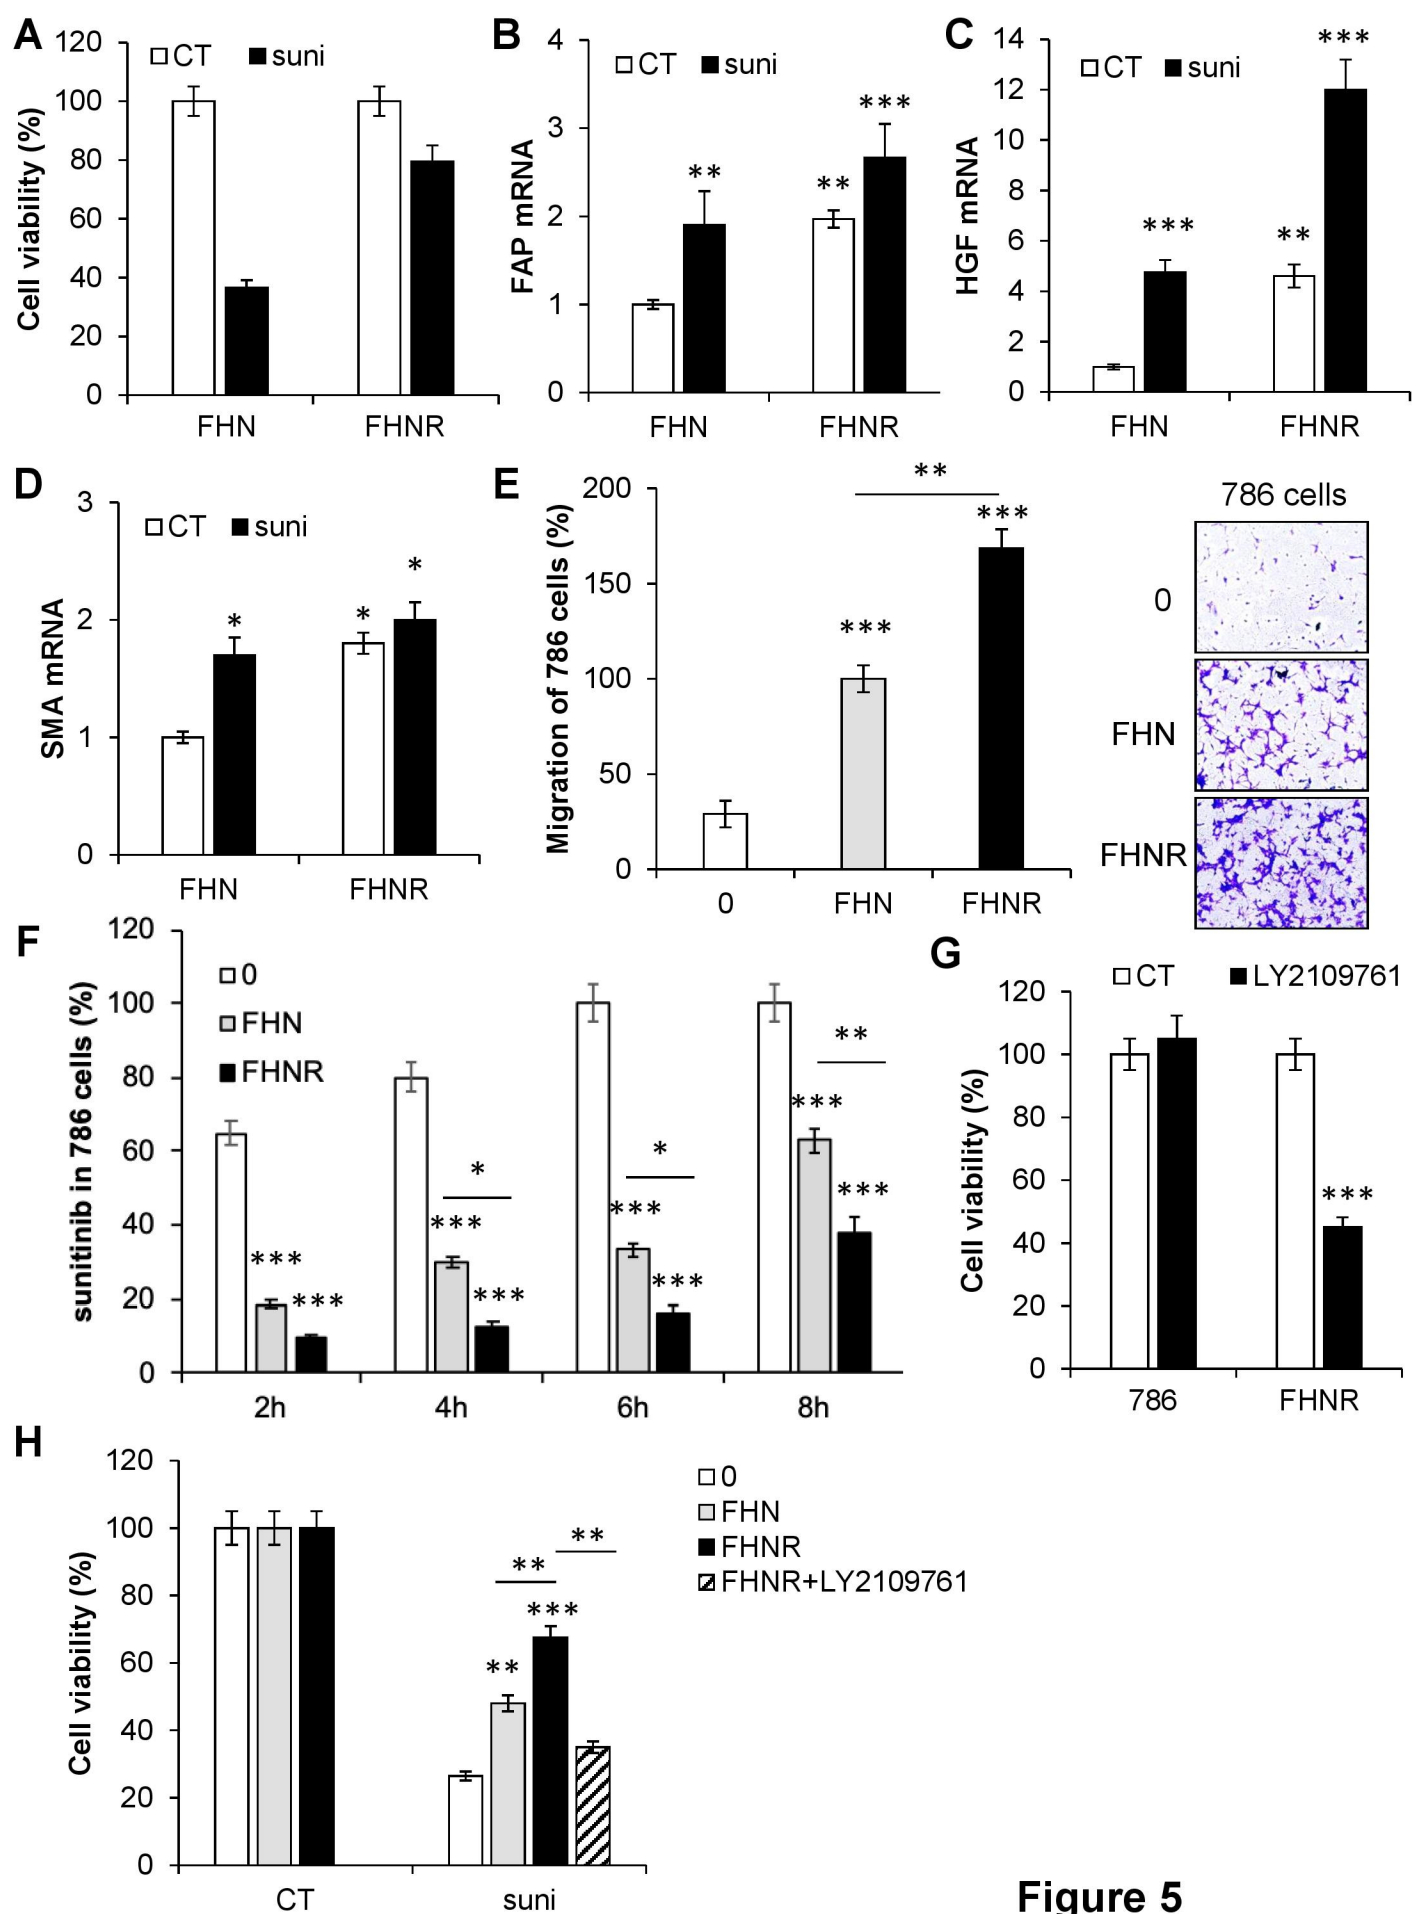 A
120
100
80
60
40
20
0
Cell viability (%)
CT suni
FHN FHNR
B
4
3
2
1
0
FAP mRNA
CT suni
**
**
***
FHN FHNR
C
14
12
10
8
6
4
2
0
HGF mRNA
CT suni
***
**
***
FHN FHNR
D
3
2
1
0
SMA mRNA
CT suni
*
*
*
FHN FHNR
E
200
150
100
50
0
Migration of 786 cells (%)
**
***
***
0 FHN FHNR
786 cells
0
FHN
FHNR
F
120
100
80
60
40
20
0
sunitinib in 786 cells (%)
0
FHN
FHNR
***
***
*
***
***
*
***
***
**
***
***
2h 4h 6h 8h
G
120
100
80
60
40
20
0
Cell viability (%)
CT LY2109761
***
786 FHNR
H
120
100
80
60
40
20
0
Cell viability (%)
0
FHN
FHNR
FHNR+LY2109761
**
**
***
**
CT suni
Figure 5